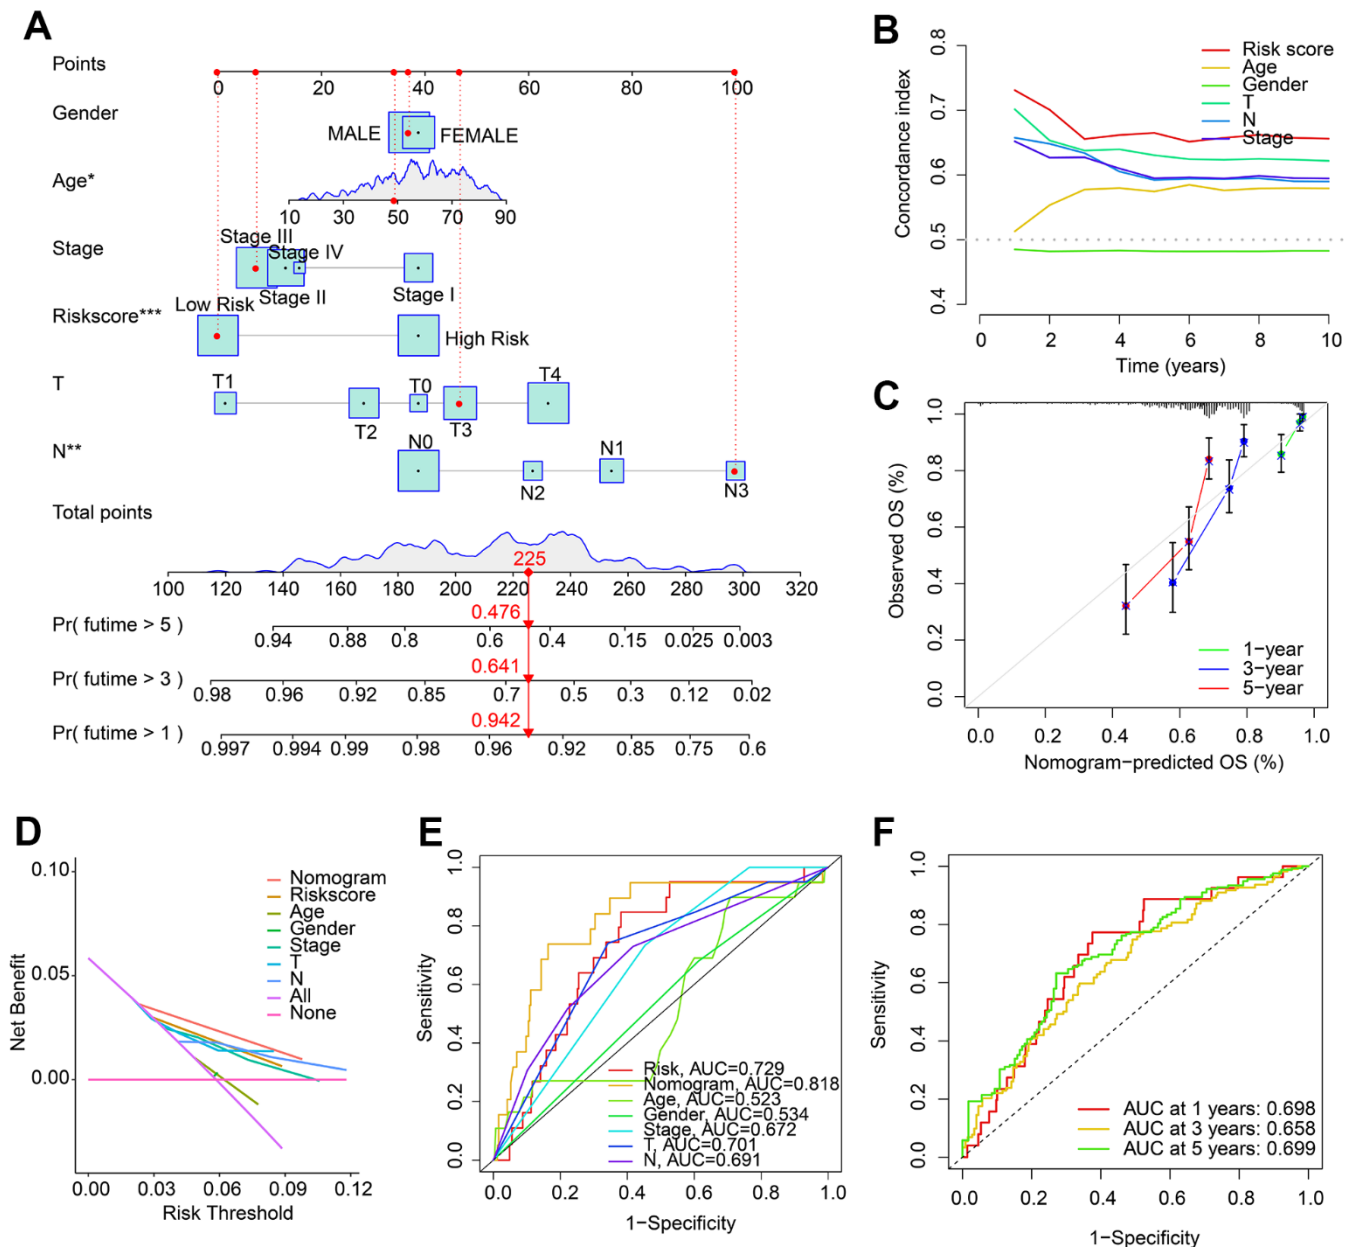 A
Points
0 20 40 60 80 100
Gender
MALE FEMALE
Age*
10 30 50 70 90
Stage
Stage III
Stage IV
Stage II
Stage I
Riskscore***
Low Risk
High Risk
T
T1 T2 T0 T3 T4
N**
N0 N2 N1 N3
Total points
225
100 120 140 160 180 200 220 240 260 280 300 320
0.476
Pr( futime > 5 )
0.94 0.88 0.8 0.6 0.4 0.15 0.025 0.003
0.641
Pr( futime > 3 )
0.98 0.96 0.92 0.85 0.7 0.5 0.3 0.12 0.02
0.942
Pr( futime > 1 )
0.997 0.994 0.99 0.98 0.96 0.92 0.85 0.75 0.6
B
Concordance index
0.8
0.7
0.6
0.5
0.4
Risk score
Age
Gender
T
N
Stage
0 2 4 6 8 10
Time (years)
C
Observed OS (%)
1.0
0.8
0.6
0.4
0.2
0.0
1-year
3-year
5-year
0.0 0.2 0.4 0.6 0.8 1.0
Nomogram-predicted OS (%)
D
Net Benefit
0.10
0.05
0.00
Nomogram
Riskscore
Age
Gender
Stage
T
N
All
None
0.00 0.03 0.06 0.09 0.12
Risk Threshold
E
Sensitivity
1.0
0.8
0.6
0.4
0.2
0.0
Risk, AUC=0.729
Nomogram, AUC=0.818
Age, AUC=0.523
Gender, AUC=0.534
Stage, AUC=0.672
T, AUC=0.701
N, AUC=0.691
0.0 0.2 0.4 0.6 0.8 1.0
1-Specificity
F
Sensitivity
1.0
0.8
0.6
0.4
0.2
0.0
AUC at 1 years: 0.698
AUC at 3 years: 0.658
AUC at 5 years: 0.699
0.0 0.2 0.4 0.6 0.8 1.0
1-Specificity